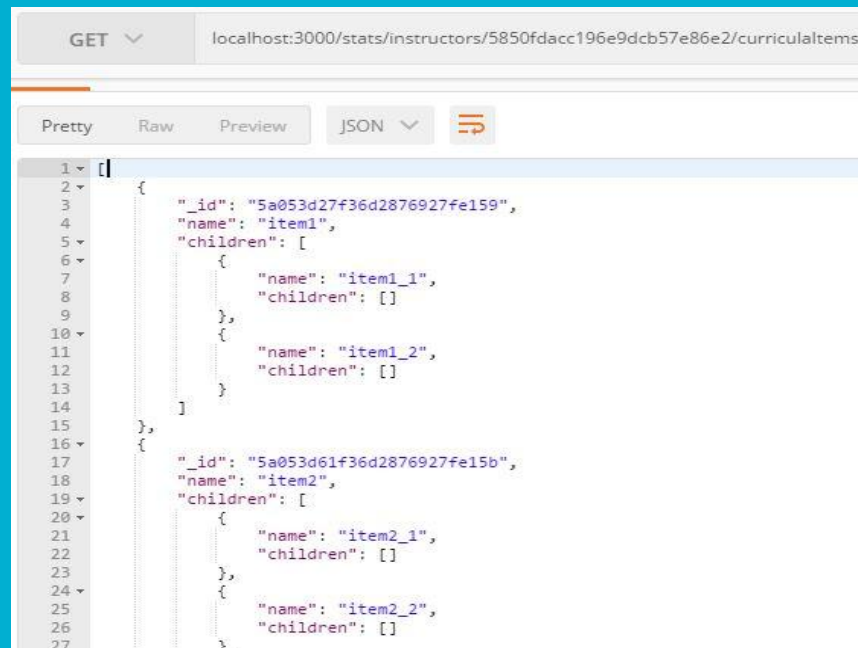 GET localhost:3000/stats/instructors/5850fdacc196e9dcb57e86e2/curriculaItems
Pretty Raw Preview JSON
1 [
2 {
3 "_id": "5a053d27f36d2876927fe159",
4 "name": "item1",
5 "children": [
6 {
7 "name": "item1_1",
8 "children": []
9 },
10 {
11 "name": "item1_2",
12 "children": []
13 }
14 ]
15 },
16 {
17 "_id": "5a053d61f36d2876927fe15b",
18 "name": "item2",
19 "children": [
20 {
21 "name": "item2_1",
22 "children": []
23 },
24 {
25 "name": "item2_2",
26 "children": []
27 }